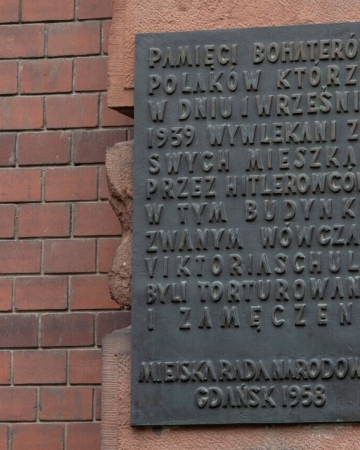 PAMIĘCI BOHATERÓ
POLAKÓW KTÓRZ
W DNIU 1 WRZEŚNI
1939 WYWLEKANI Z
SWYCH MIESZKA
PRZEZ HITLEROWCÓ
W TYM BUDYNK
ZWANYM WÓWCZA
VIKTORIASCHUL
BYLI TORTUROWAN
I ZAMĘCZEN
MIEJSKA RADA NARODOW
GDAŃSK 1958